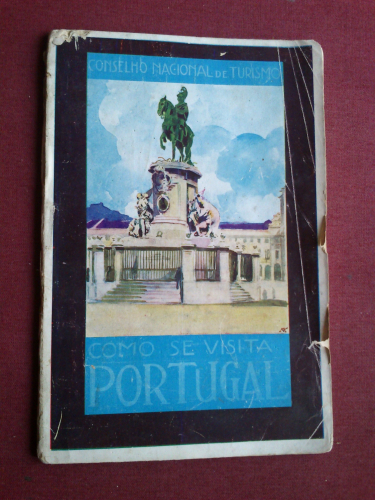 CONSELHO NACIONAL DE TURISMO
COMO SE VISITA
PORTUGAL